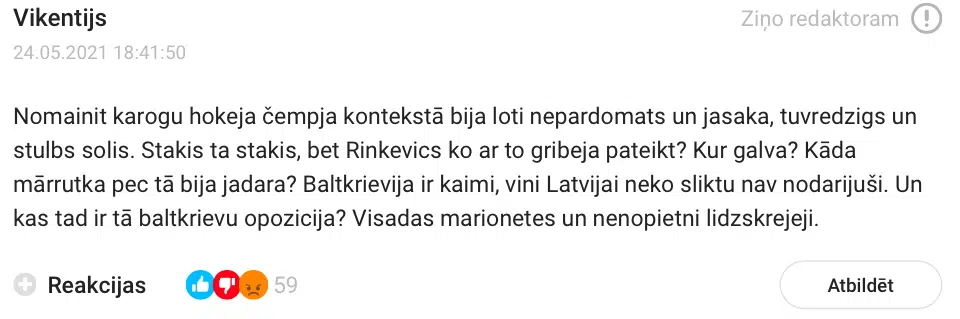 Vikentijs
Ziņo redaktoram
24.05.2021 18:41:50
Nomainit karogu hokeja čempja kontekstā bija loti nepardomats un jasaka, tuvredzigs un
stulbs solis. Stakis ta stakis, bet Rinkevics ko ar to gribeja pateikt? Kur galva? Kāda
mārrutka pec tā bija jadara? Baltkrievija ir kaimi, vini Latvijai neko sliktu nav nodarijuši. Un
kas tad ir tā baltkrievu opozicija? Visadas marionetes un nenopietni lidzskrejeji.
Reakcijas
59
Atbildēt